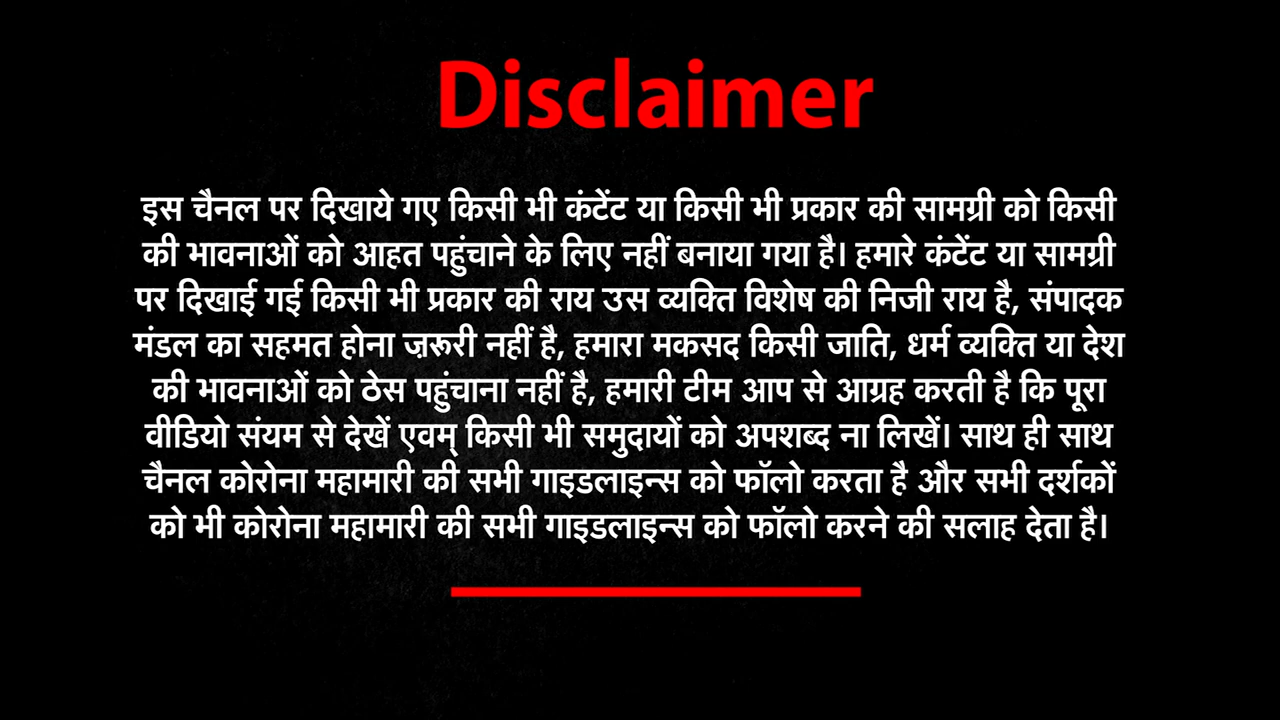 Disclaimer
इस चैनल पर दिखाये गए किसी भी कंटेंट या किसी भी प्रकार की सामग्री को किसी
की भावनाओं को आहत पहुंचाने के लिए नहीं बनाया गया है। हमारे कंटेंट या सामग्री
पर दिखाई गई किसी भी प्रकार की राय उस व्यक्ति विशेष की निजी राय है, संपादक
मंडल का सहमत होना ज़रूरी नहीं है, हमारा मकसद किसी जाति, धर्म व्यक्ति या देश
की भावनाओं को ठेस पहुंचाना नहीं है, हमारी टीम आप से आग्रह करती है कि पूरा
वीडियो संयम से देखें एवम् किसी भी समुदायों को अपशब्द ना लिखें। साथ ही साथ
चैनल कोरोना महामारी की सभी गाइडलाइन्स को फॉलो करता है और सभी दर्शकों
को भी कोरोना महामारी की सभी गाइडलाइन्स को फॉलो करने की सलाह देता है।